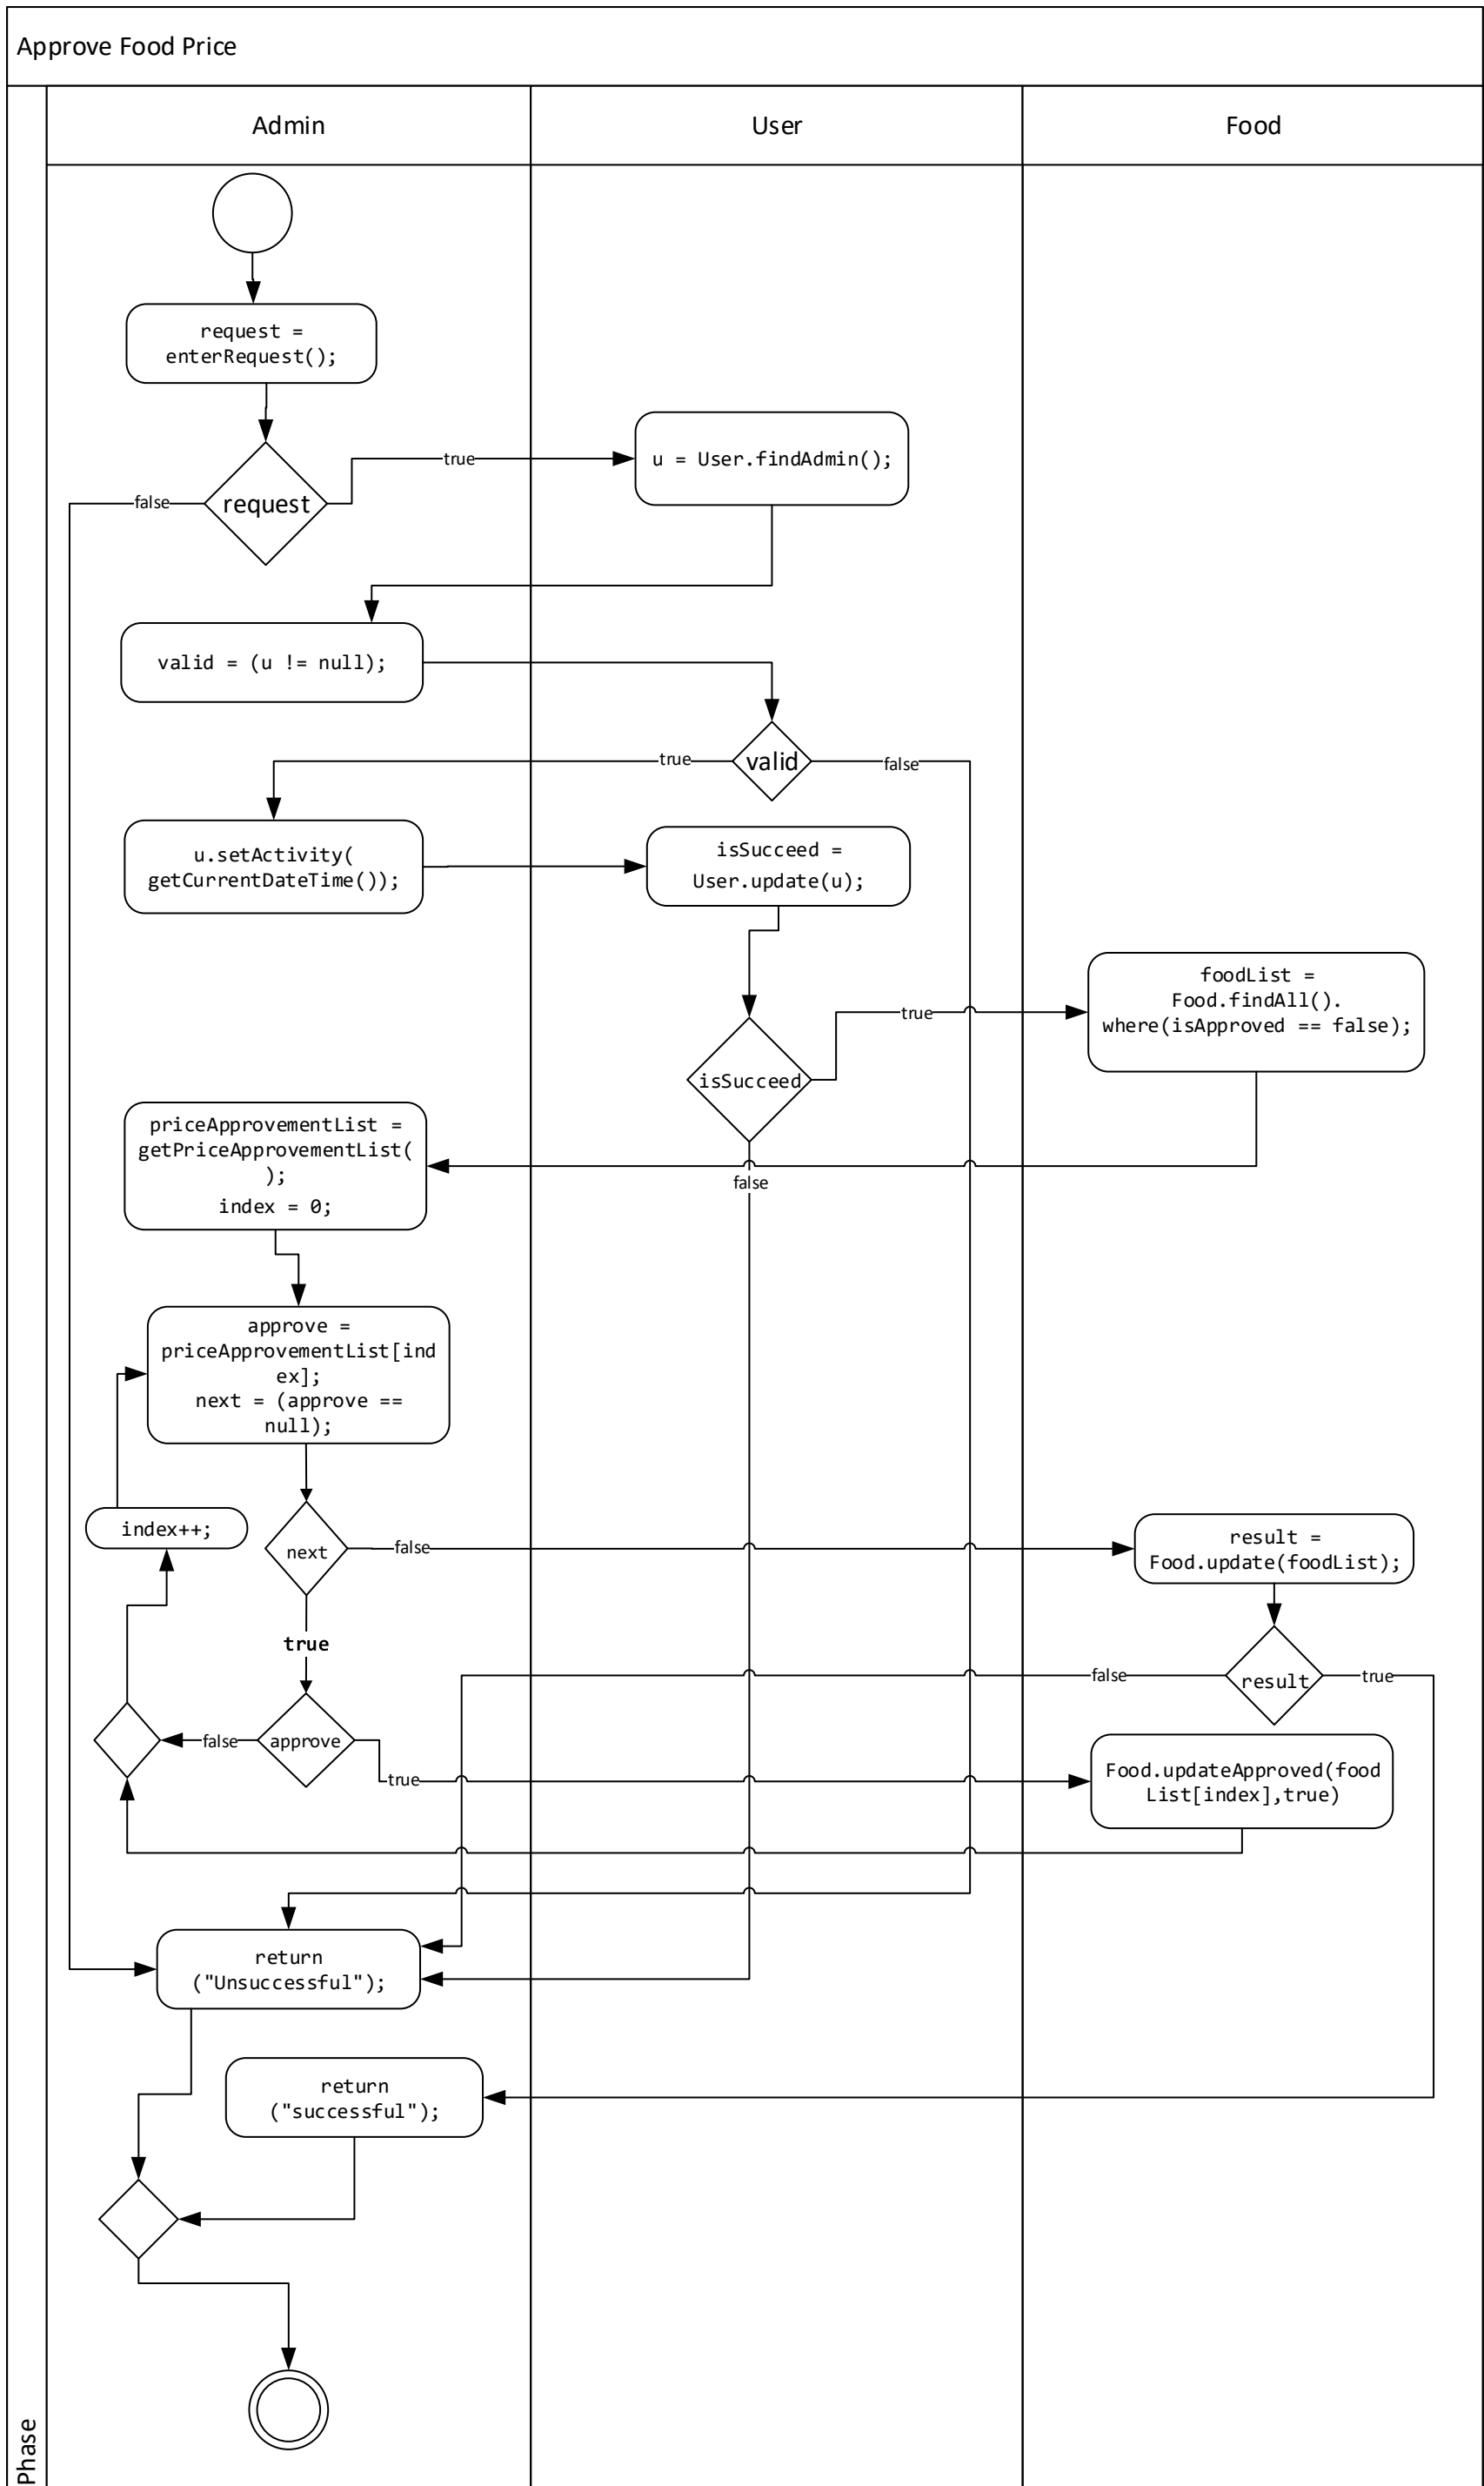 Approve Food Price
Admin
User
Food
request =
enterRequest();
true
u = User.findAdmin();
false
request
valid = (u != null);
true
valid
false
u.setActivity(
getCurrentDateTime());
isSucceed =
User.update(u);
foodList =
Food.findAll().
where(isApproved == false);
true
isSucceed
priceApprovementList =
getPriceApprovementList(
);
index = 0;
false
approve =
priceApprovementList[ind
ex];
next = (approve ==
null);
index++;
next
false
result =
Food.update(foodList);
true
false
result
true
false
approve
true
Food.updateApproved(food
List[index],true)
return
("Unsuccessful");
return
("successful");
Phase